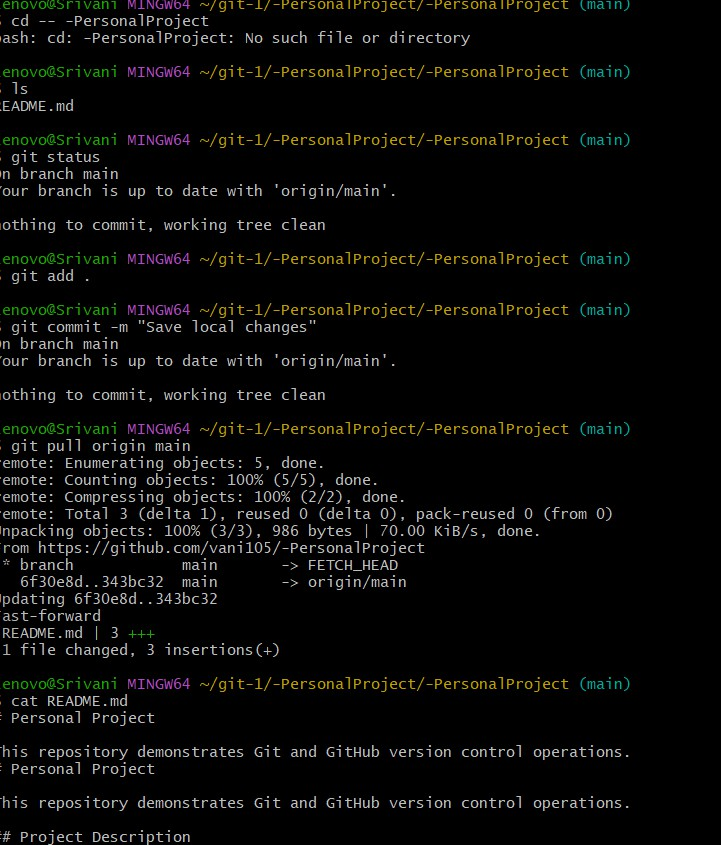 enovo@Srivani MINGW64 ~/git-1/-PersonalProject/-PersonalProject (main)
$ cd -- -PersonalProject
bash: cd: -PersonalProject: No such file or directory
enovo@Srivani MINGW64 ~/git-1/-PersonalProject/-PersonalProject (main)
$ ls
README.md
enovo@Srivani MINGW64 ~/git-1/-PersonalProject/-PersonalProject (main)
$ git status
On branch main
Your branch is up to date with 'origin/main'.
nothing to commit, working tree clean
enovo@Srivani MINGW64 ~/git-1/-PersonalProject/-PersonalProject (main)
$ git add .
enovo@Srivani MINGW64 ~/git-1/-PersonalProject/-PersonalProject (main)
$ git commit -m "Save local changes"
On branch main
Your branch is up to date with 'origin/main'.
nothing to commit, working tree clean
enovo@Srivani MINGW64 ~/git-1/-PersonalProject/-PersonalProject (main)
$ git pull origin main
remote: Enumerating objects: 5, done.
remote: Counting objects: 100% (5/5), done.
remote: Compressing objects: 100% (2/2), done.
remote: Total 3 (delta 1), reused 0 (delta 0), pack-reused 0 (from 0)
Unpacking objects: 100% (3/3), 986 bytes | 70.00 KiB/s, done.
From https://github.com/vani105/-PersonalProject
* branch main -> FETCH_HEAD
6f30e8d..343bc32 main -> origin/main
Updating 6f30e8d..343bc32
Fast-forward
README.md | 3 +++
1 file changed, 3 insertions(+)
enovo@Srivani MINGW64 ~/git-1/-PersonalProject/-PersonalProject (main)
$ cat README.md
# Personal Project
This repository demonstrates Git and GitHub version control operations.
# Personal Project
This repository demonstrates Git and GitHub version control operations.
## Project Description